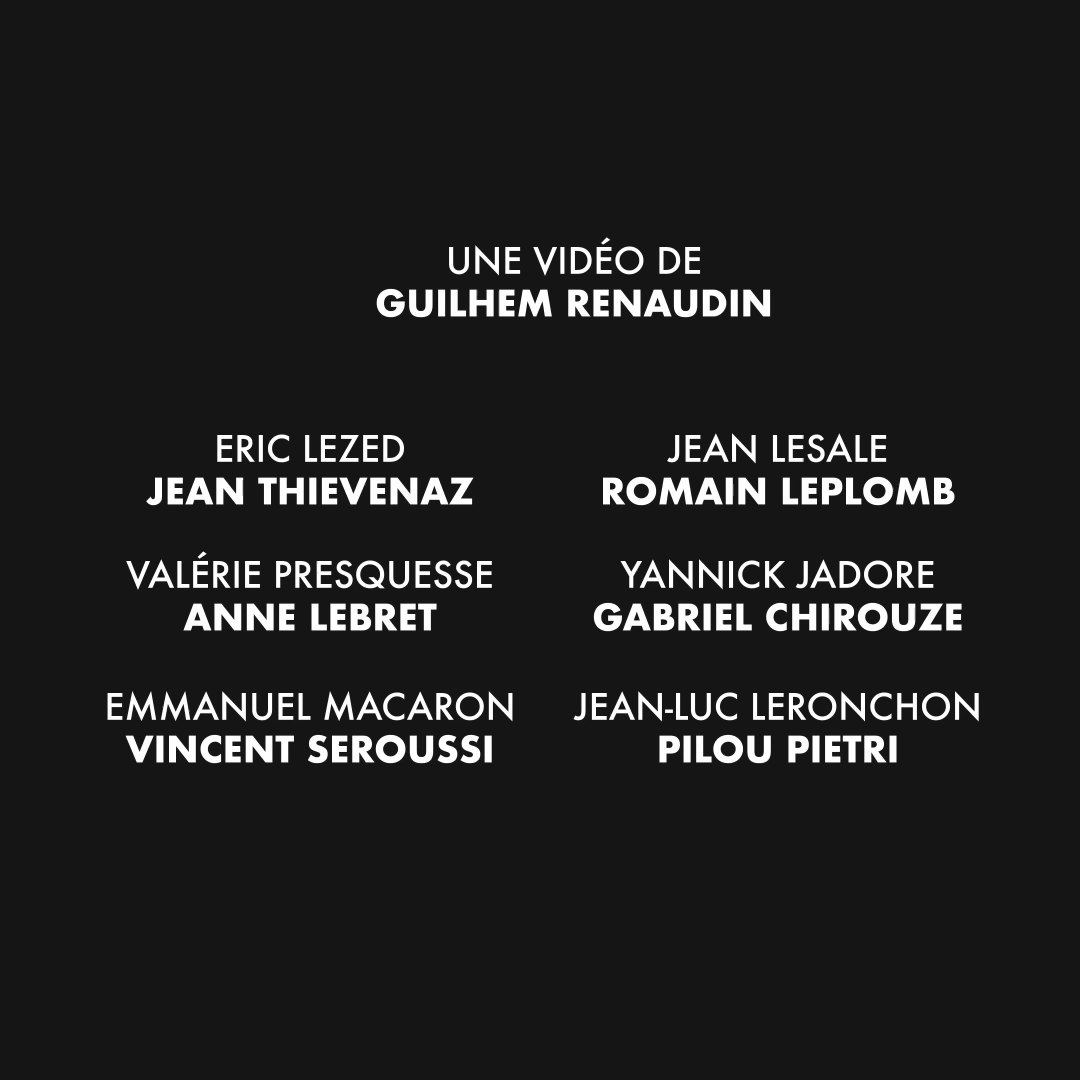 UNE VIDÉO DE
GUILHEM RENAUDIN
ERIC LEZED
JEAN THIEVENAZ
JEAN LESALE
ROMAIN LEPLOMB
VALÉRIE PRESQUESSE
ANNE LEBRET
YANNICK JADORE
GABRIEL CHIROUZE
EMMANUEL MACARON
VINCENT SEROUSSI
JEAN-LUC LERONCHON
PILOU PIETRI